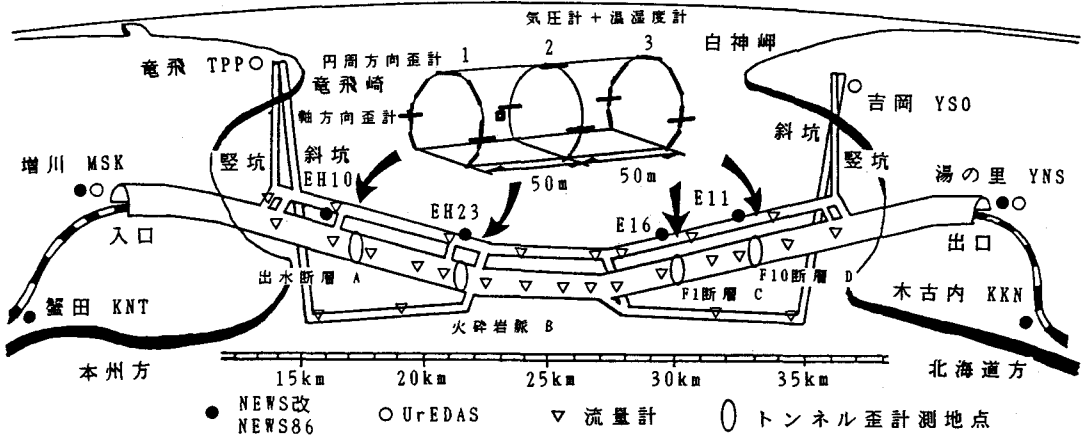 気圧計+温湿度計
円周方向歪計 1 2 3 白神岬
竜飛 TPP
竜飛崎
吉岡 YSO
軸方向歪計
斜坑
増川 MSK
竪坑
斜坑
竪坑
湯の里 YNS
EH10
50m 50m
EH23
E16
E11
入口
出口
出水断層 A
F1断層 C
F10断層 D
蟹田 KNT
火砕岩脈 B
木古内 KKN
本州方
15km 20km 25km 30km 35km
北海道方
NEWS改
NEWS86
UrEDAS
流量計
トンネル歪計測地点